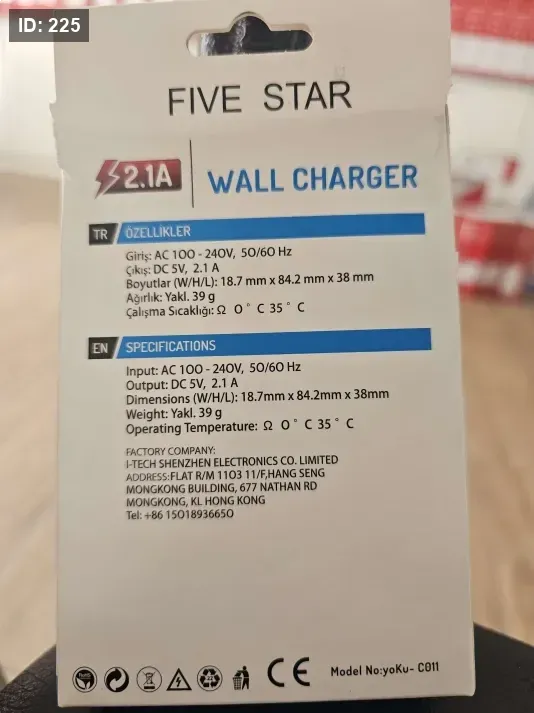 ID: 225
FIVE STAR
2.1A
WALL CHARGER
TR ÖZELLİKLER
Giriş: AC 100 - 240V, 50/60 Hz
Çıkış: DC 5V, 2.1 A
Boyutlar (W/H/L): 18.7 mm x 84.2 mm x 38 mm
Ağırlık: Yakl. 39 g
Çalışma Sıcaklığı: Ω 0 ° C 35 ° C
EN SPECIFICATIONS
Input: AC 100 - 240V, 50/60 Hz
Output: DC 5V, 2.1 A
Dimensions (W/H/L): 18.7mm x 84.2mm x 38mm
Weight: Yakl. 39 g
Operating Temperature: Ω 0 ° C 35 ° C
FACTORY COMPANY:
I-TECH SHENZHEN ELECTRONICS CO. LIMITED
ADDRESS:FLAT R/M 1103 11/F,HANG SENG
MONGKONG BUILDING, 677 NATHAN RD
MONGKONG, KL HONG KONG
Tel: +86 15018936650
CE Model No:yoKu- C011